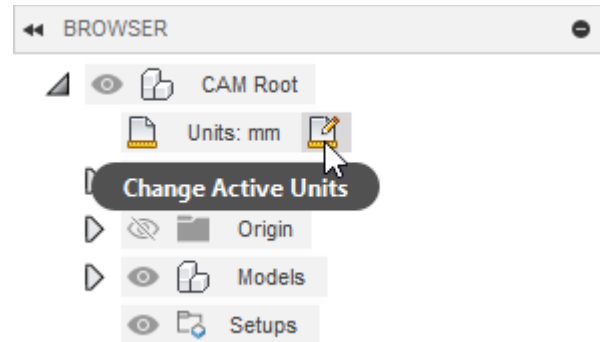 BROWSER
CAM Root
Units: mm
Change Active Units
Origin
Models
Setups